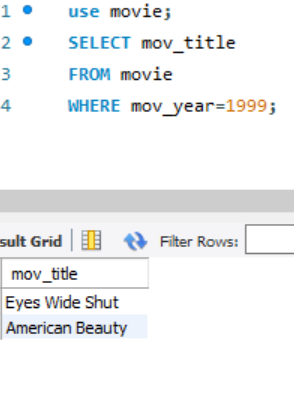 1 use movie;
2 SELECT mov_title
3 FROM movie
4 WHERE mov_year=1999;
sult Grid Filter Rows:
mov_title
Eyes Wide Shut
American Beauty